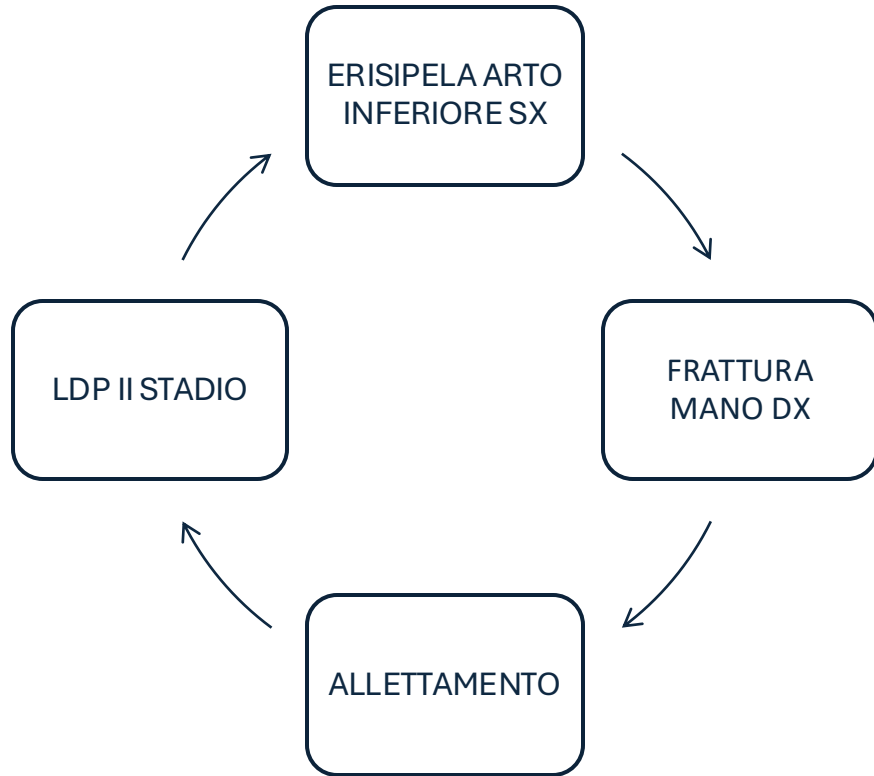 ERISIPELA ARTO
INFERIORE SX
FRATTURA
MANO DX
ALLETTAMENTO
LDP II STADIO